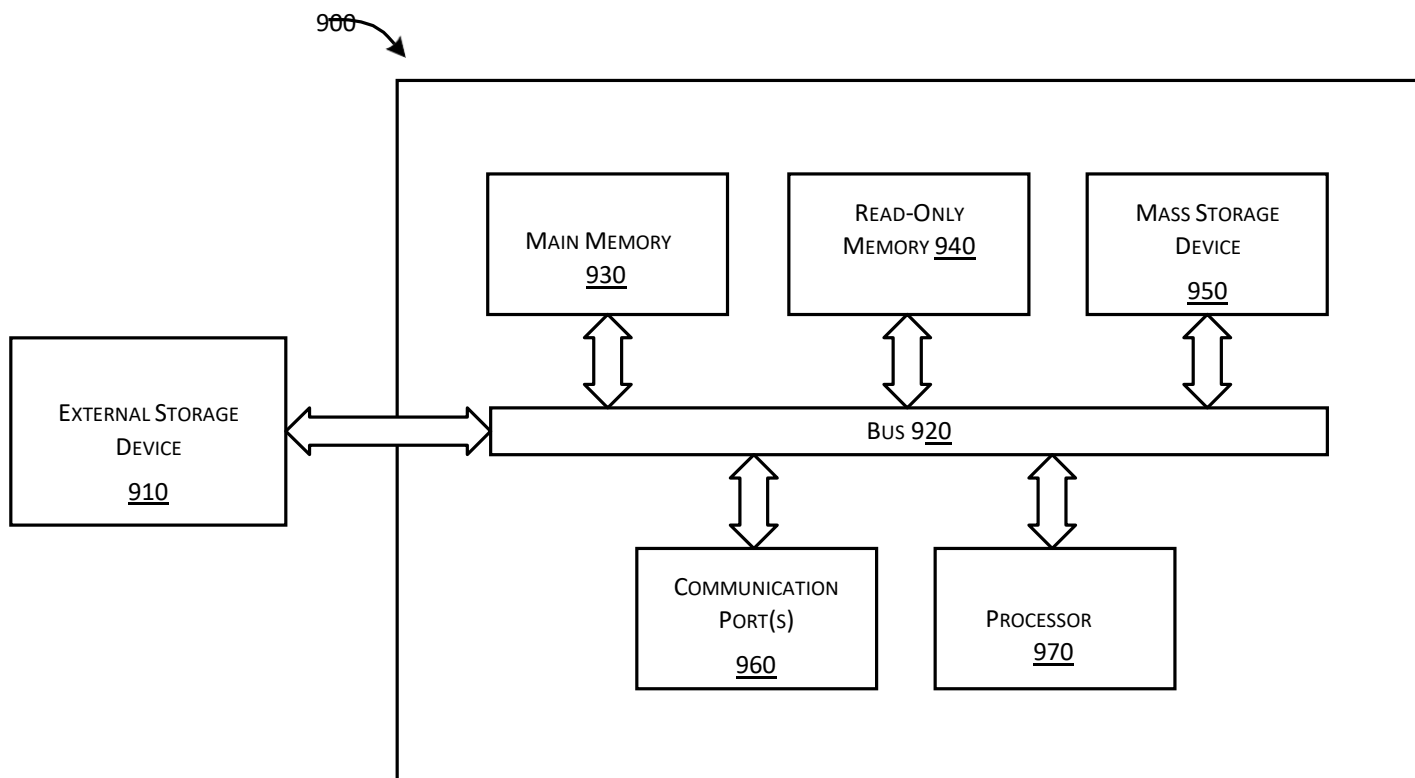 900
MAIN MEMORY
930
READ-ONLY
MEMORY 940
MASS STORAGE
DEVICE
950
EXTERNAL STORAGE
DEVICE
910
BUS 920
COMMUNICATION
PORT(S)
960
PROCESSOR
970